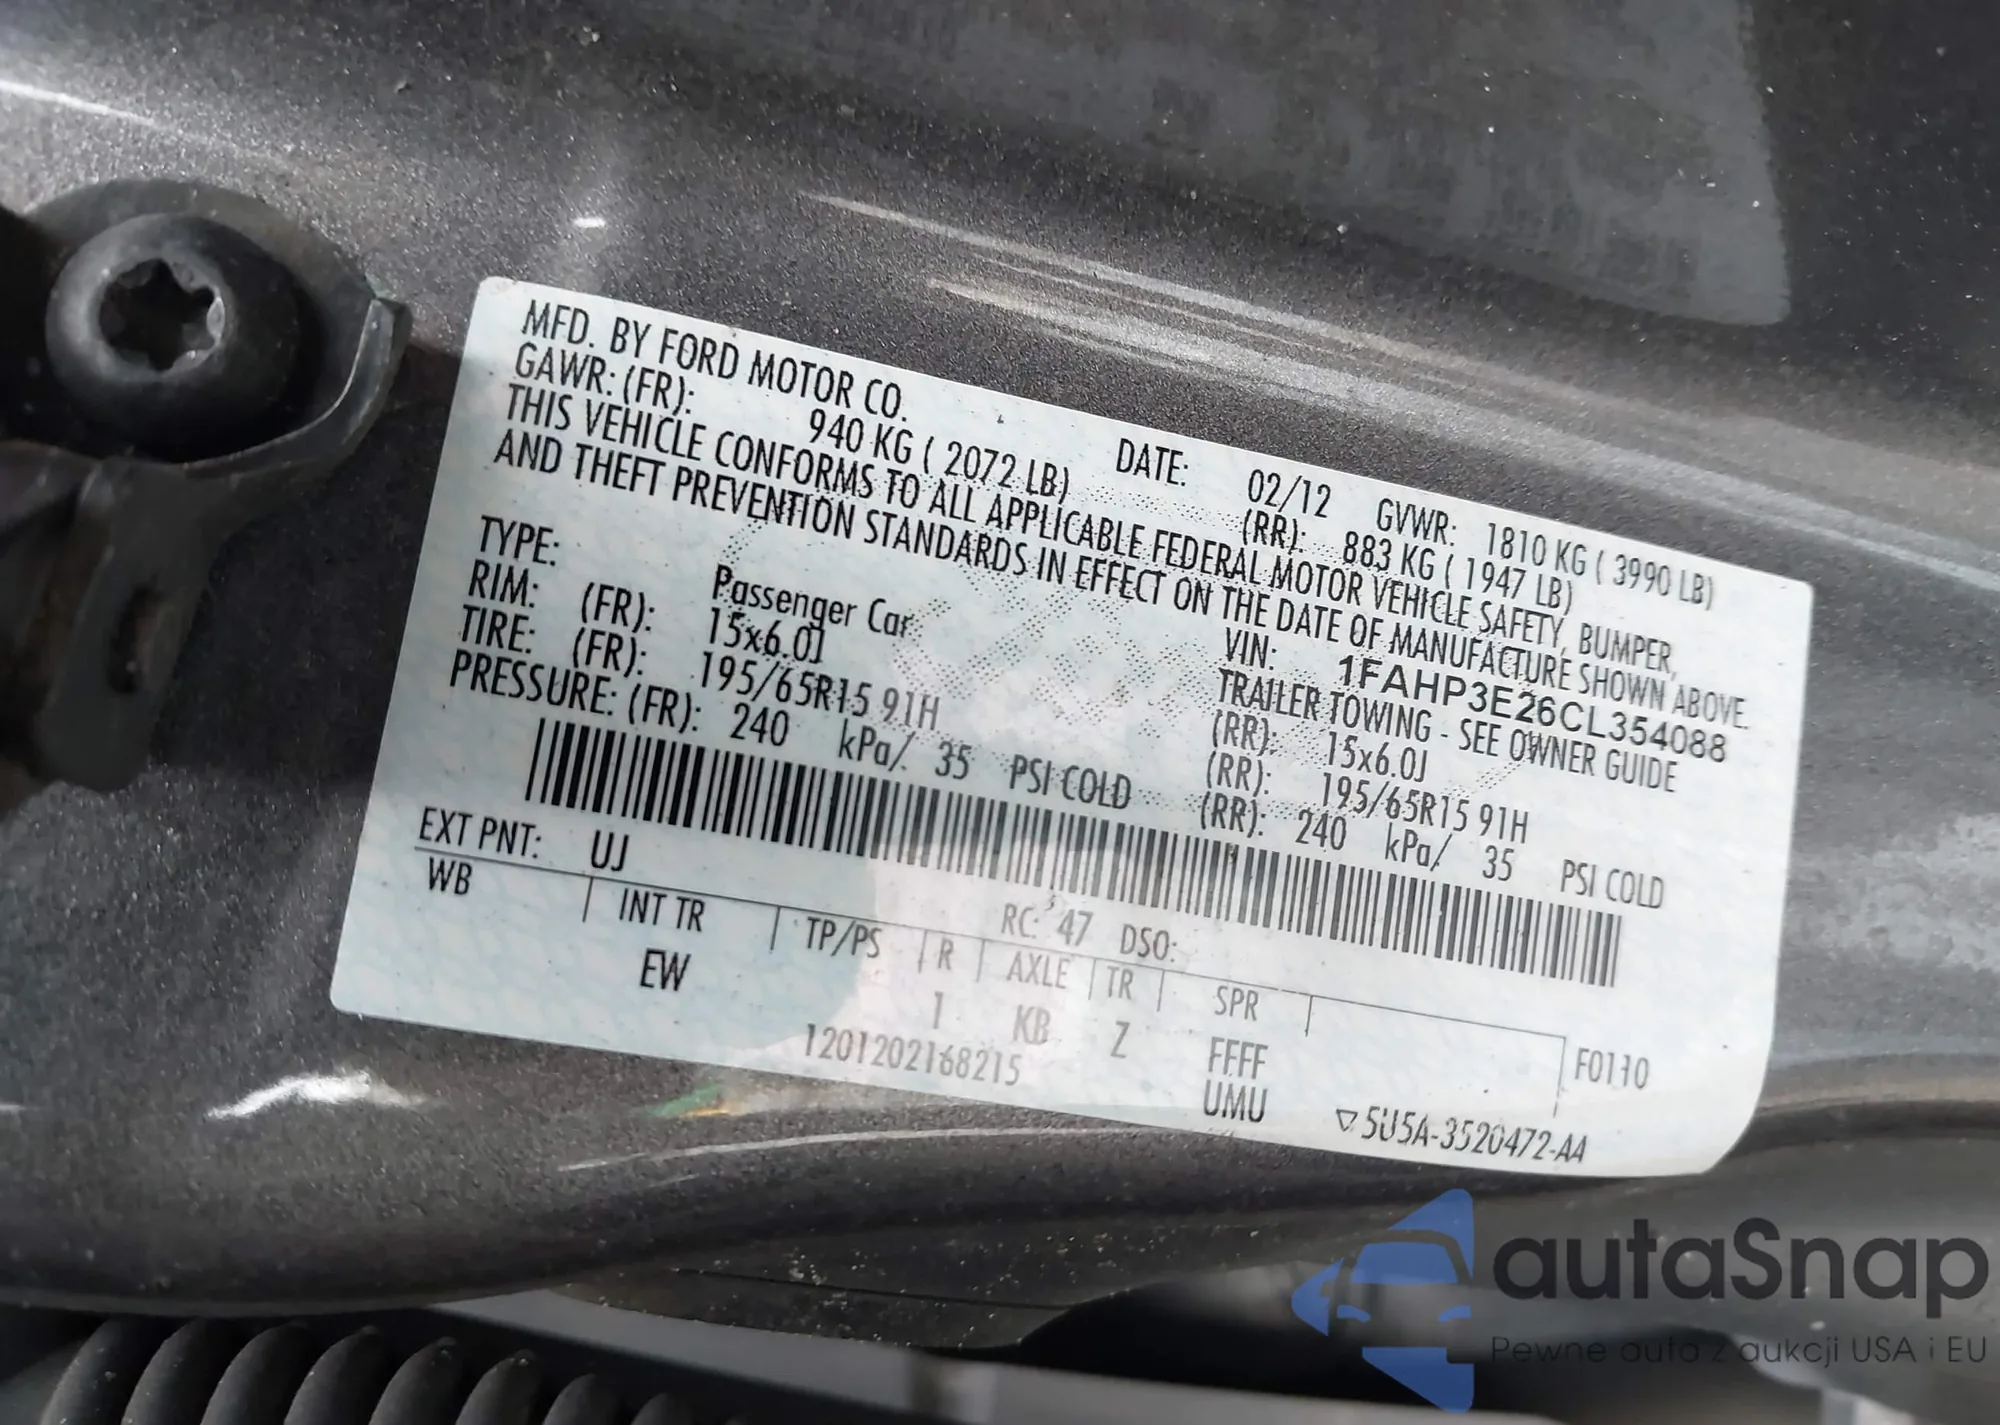 MFD. BY FORD MOTOR CO. DATE: 02/12 GVWR: 1810 KG ( 3990 LB)
GAWR: (FR): 940 KG ( 2072 LB) (RR): 883 KG ( 1947 LB)
THIS VEHICLE CONFORMS TO ALL APPLICABLE FEDERAL MOTOR VEHICLE SAFETY, BUMPER,
AND THEFT PREVENTION STANDARDS IN EFFECT ON THE DATE OF MANUFACTURE SHOWN ABOVE.
VIN: 1FAHP3E26CL354088
TYPE: Passenger Car TRAILER TOWING - SEE OWNER GUIDE
RIM: (FR): 15x6.0J (RR): 15x6.0J
TIRE: (FR): 195/65R15 91H (RR): 195/65R15 91H
PRESSURE: (FR): 240 kPa/ 35 PSI COLD (RR): 240 kPa/ 35 PSI COLD
EXT PNT: UJ RC: 47 DSO:
WB INT TR TP/PS R AXLE TR SPR
EW 1 KB Z FFFF F0110
1201202168215 UMU
▽5U5A-3520472-AA
autaSnap
Pewne auta z aukcji USA i EU